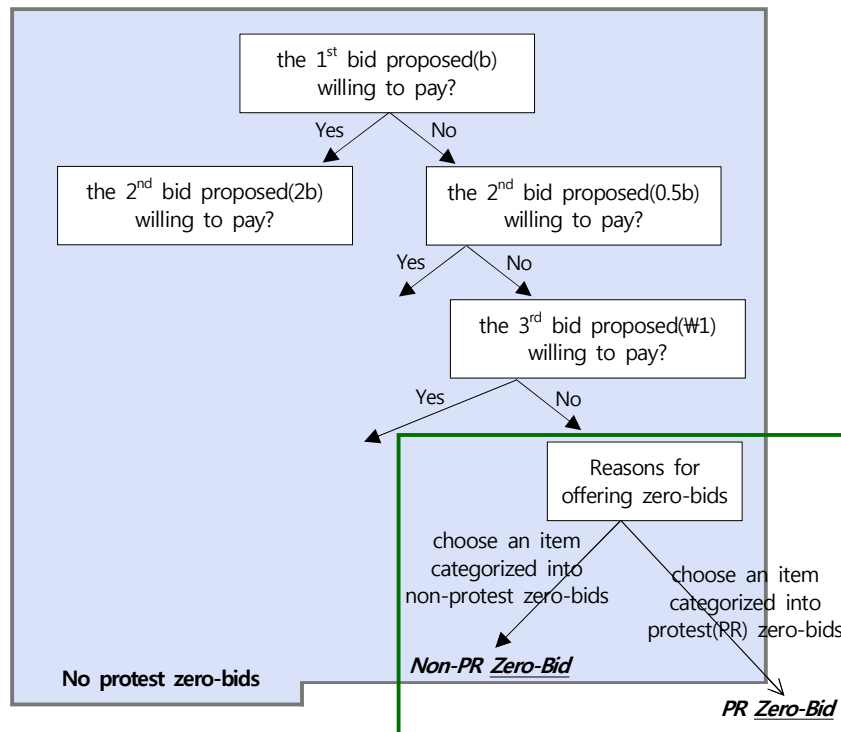 the 1st bid proposed(b)
willing to pay?
Yes
No
the 2nd bid proposed(2b)
willing to pay?
the 2nd bid proposed(0.5b)
willing to pay?
Yes
No
the 3rd bid proposed(₩1)
willing to pay?
Yes
No
Reasons for
offering zero-bids
choose an item
categorized into
non-protest zero-bids
choose an item
categorized into
protest(PR) zero-bids
Non-PR Zero-Bid
No protest zero-bids
PR Zero-Bid